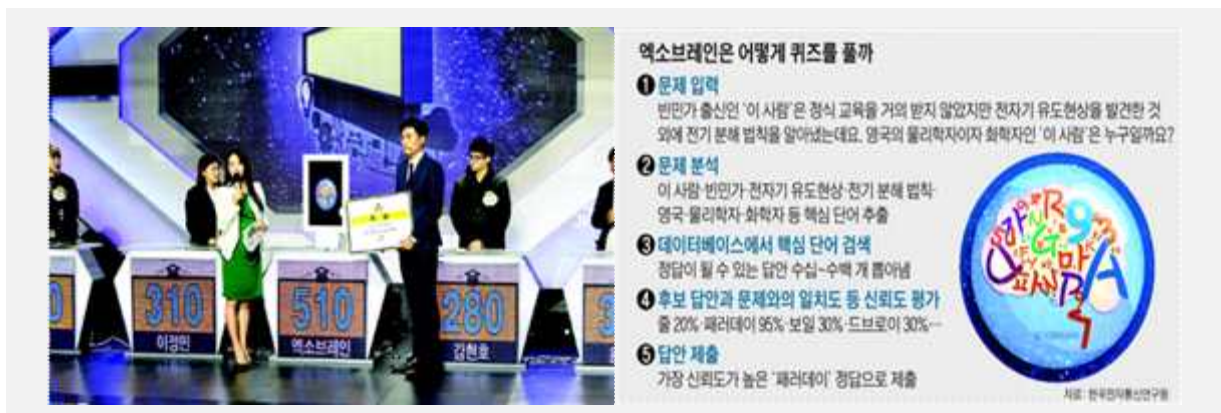 310
510
280
이정민
엑소브레인
김현호
엑소브레인은 어떻게 퀴즈를 풀까
❶ 문제 입력
빈민가 출신인 '이 사람'은 정식 교육을 거의 받지 않았지만 전자기 유도현상을 발견한 것
외에 전기 분해 법칙을 알아냈는데요. 영국의 물리학자이자 화학자인 '이 사람'은 누구일까요?
❷ 문제 분석
이 사람·빈민가·전자기 유도현상·전기 분해 법칙·
영국·물리학자·화학자 등 핵심 단어 추출
❸ 데이터베이스에서 핵심 단어 검색
정답이 될 수 있는 답안 수십~수백 개 뽑아냄
❹ 후보 답안과 문제와의 일치도 등 신뢰도 평가
줄 20%·패러데이 95%·보일 30%·드브로이 30%…
❺ 답안 제출
가장 신뢰도가 높은 '패러데이' 정답으로 제출
자료: 한국전자통신연구원